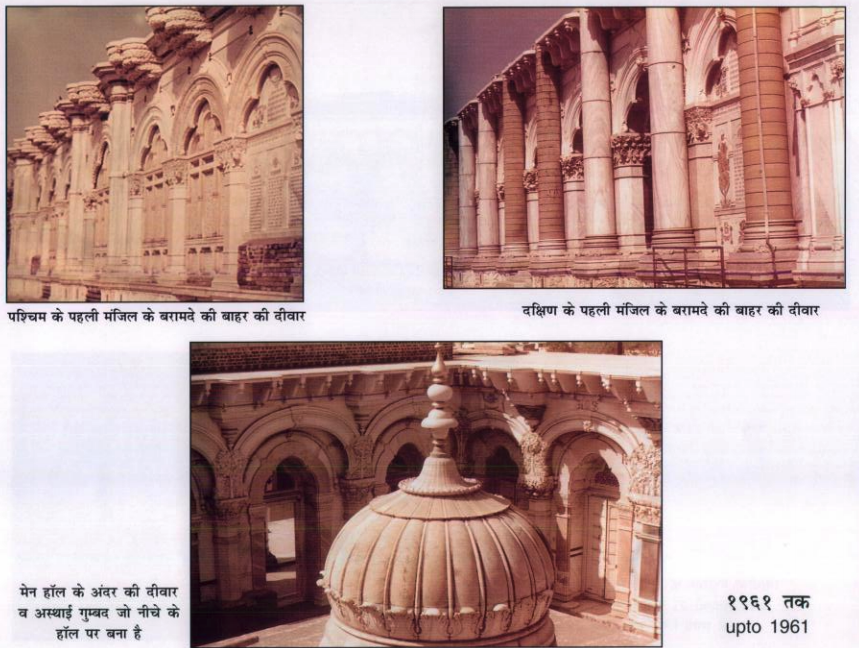 पश्चिम के पहली मंजिल के बरामदे की बाहर की दीवार
दक्षिण के पहली मंजिल के बरामदे की बाहर की दीवार
मेन हॉल के अंदर की दीवार
व अस्थाई गुम्बद जो नीचे के
हॉल पर बना है
१९६१ तक
upto 1961